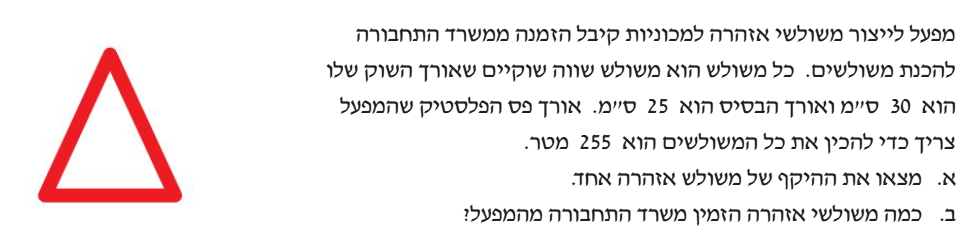 מפעל לייצור משולשי אזהרה למכוניות קיבל הזמנה ממשרד התחבורה
להכנת משולשים. כל משולש הוא משולש שווה שוקיים שאורך השוק שלו
הוא 30 ס״מ ואורך הבסיס הוא 25 ס״מ. אורך פס הפלסטיק שהמפעל
צריך כדי להכין את כל המשולשים הוא 255 מטר.
א. מצאו את ההיקף של משולש אזהרה אחד.
ב. כמה משולשי אזהרה הזמין משרד התחבורה מהמפעל?